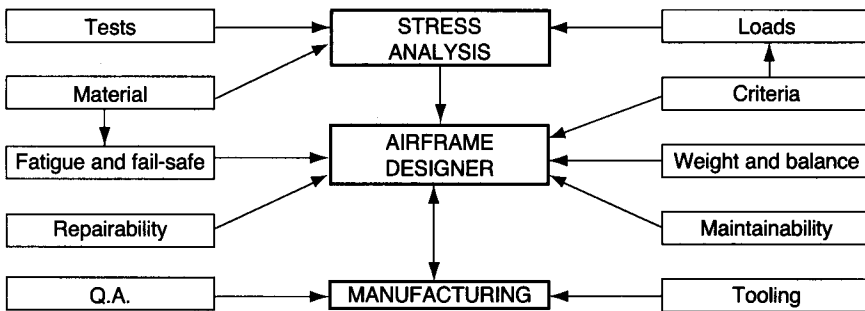 Tests
STRESS
ANALYSIS
Loads
Material
Criteria
Fatigue and fail-safe
AIRFRAME
DESIGNER
Weight and balance
Repairability
Maintainability
Q.A.
MANUFACTURING
Tooling